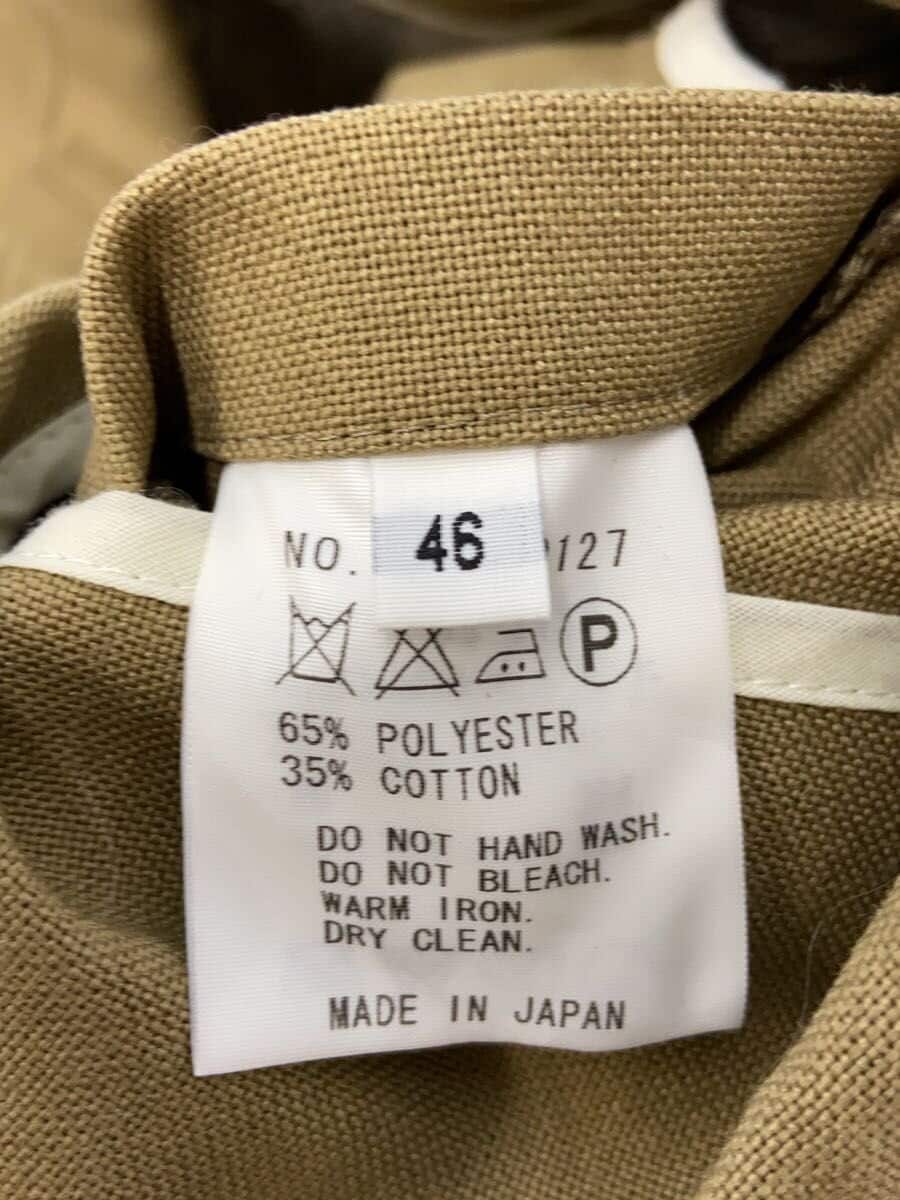 NO. 127
46
P
65% POLYESTER
35% COTTON
DO NOT HAND WASH.
DO NOT BLEACH.
WARM IRON.
DRY CLEAN.
MADE IN JAPAN